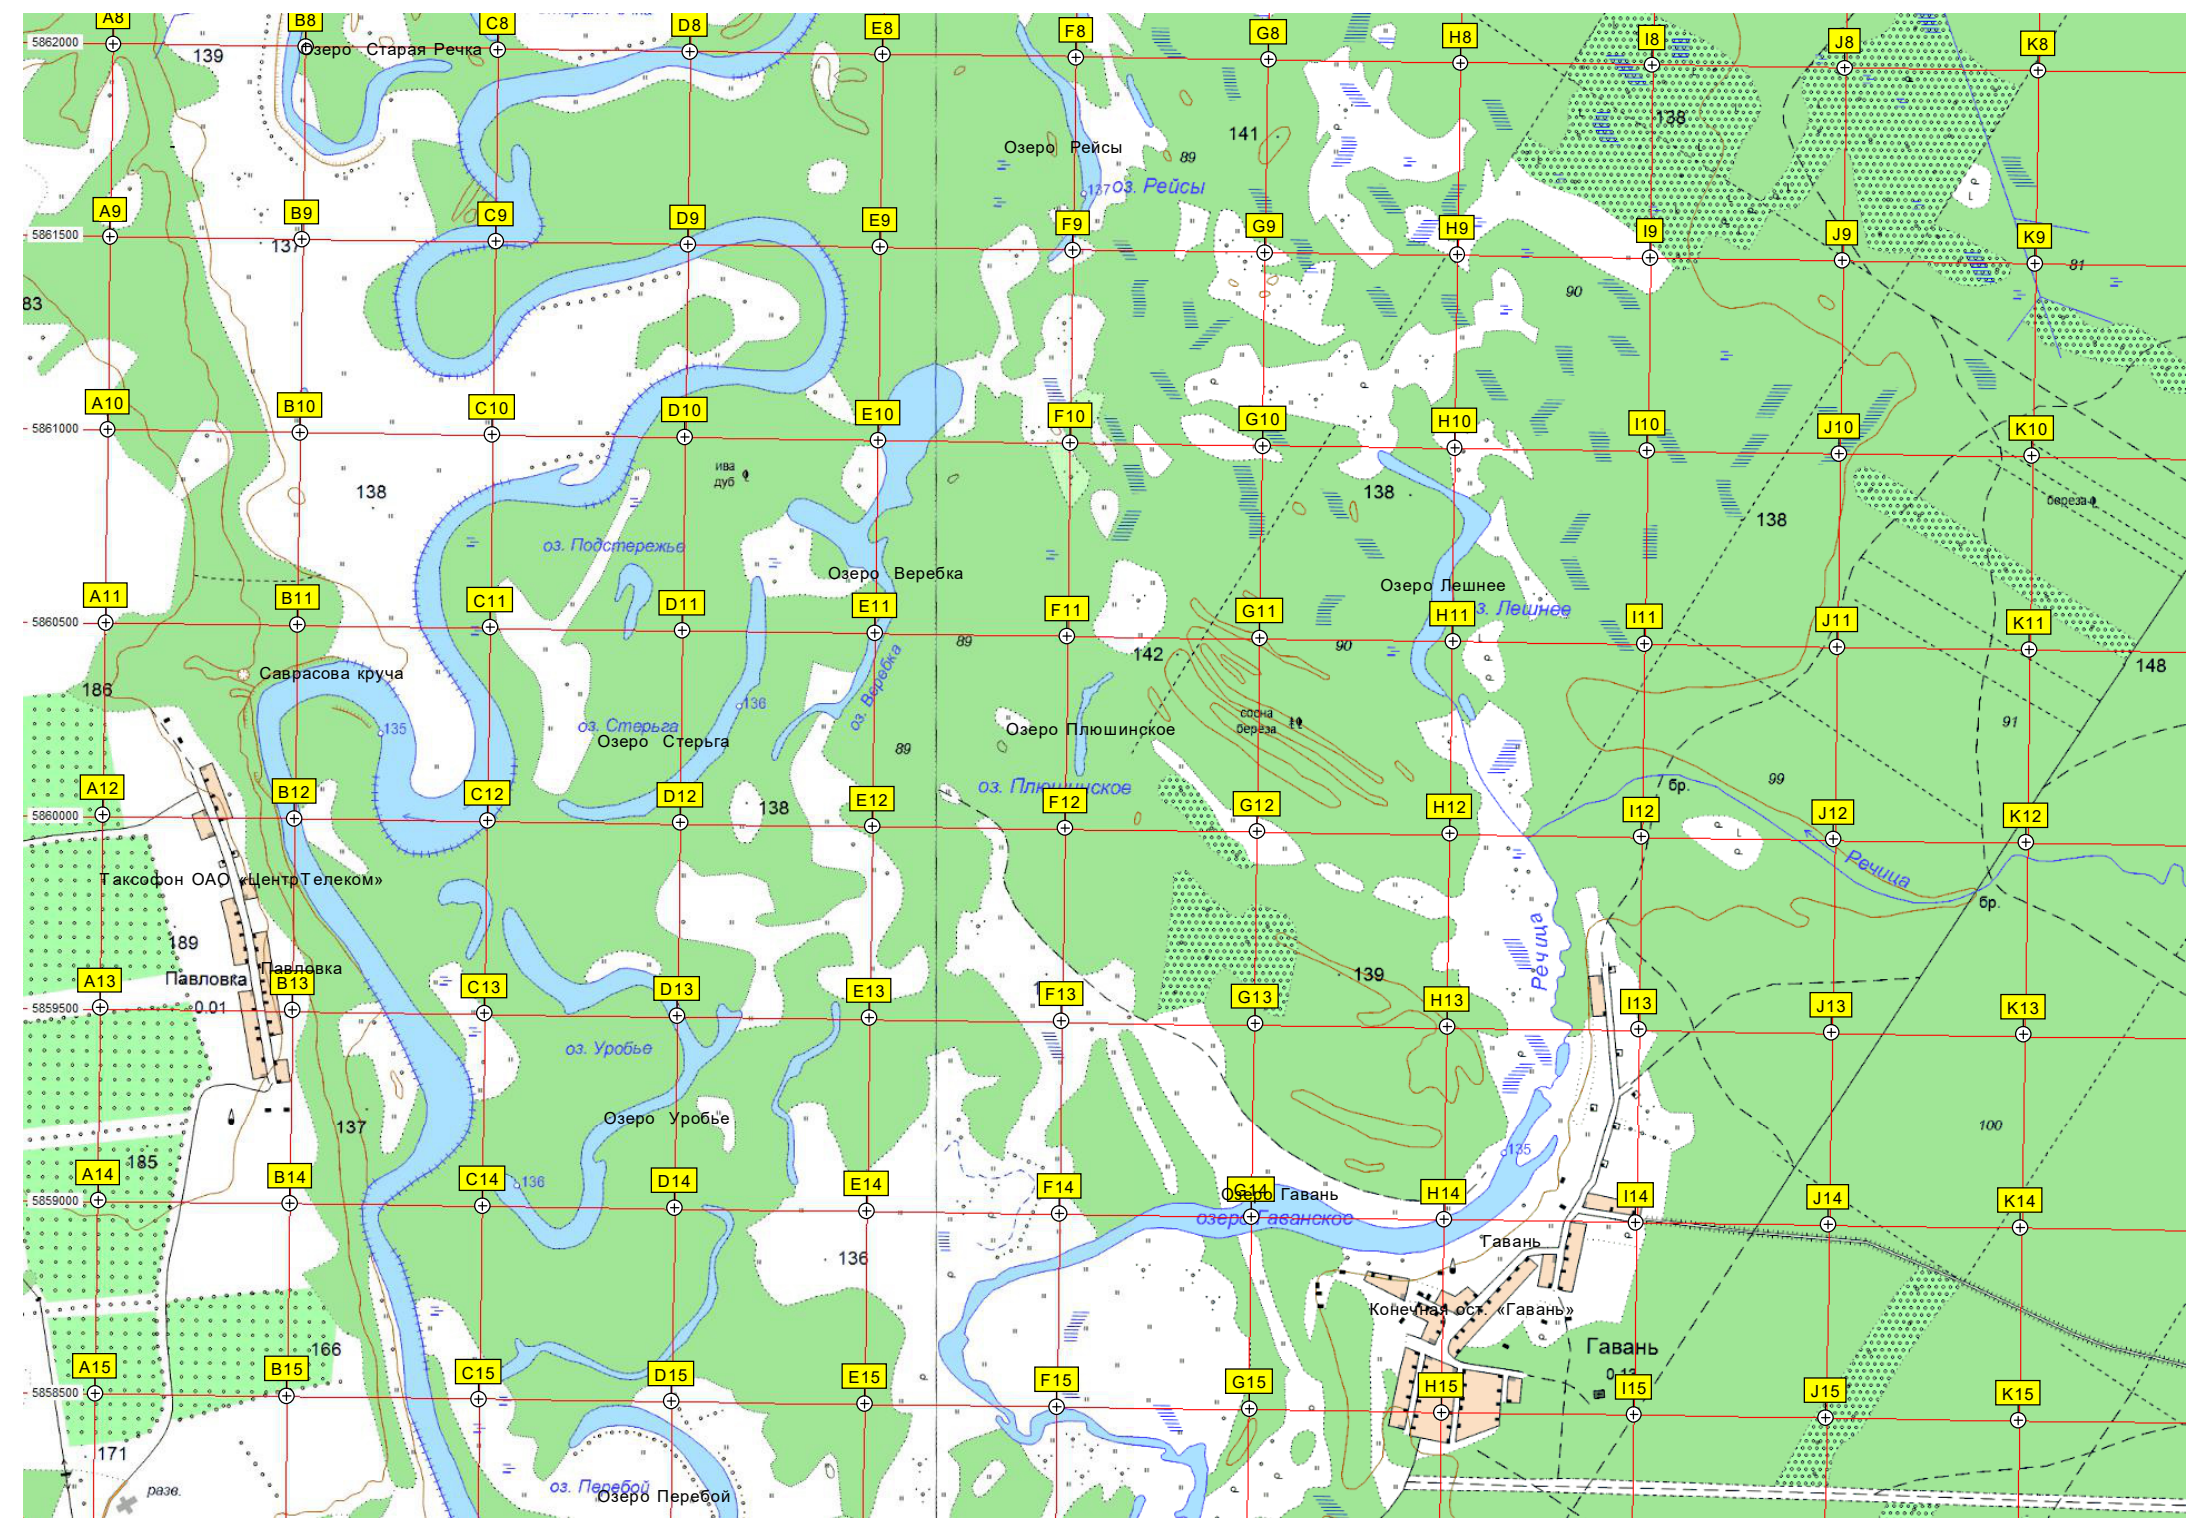 A8
B8
C8
D8
E8
F8
G8
H8
I8
J8
K8
5862000
139
Озеро Старая Речка
138
141
89
Озеро Рейсы
137
оз. Рейсы
A9
B9
C9
D9
E9
F9
G9
H9
I9
J9
K9
5861500
137
81
83
90
A10
B10
C10
D10
E10
F10
G10
H10
I10
J10
K10
5861000
ива
дуб
138
138
138
береза
оз. Подстережье
Озеро Веребка
Озеро Лешнее
оз. Лешнее
A11
B11
C11
D11
E11
F11
G11
H11
I11
J11
K11
5860500
89
142
90
148
Саврасова круча
186
оз. Веребка
136
135
оз. Стерьга
Озеро Стерьга
89
Озеро Плюшинское
сосна
береза
91
99
бр.
оз. Плюшинское
A12
B12
C12
D12
E12
F12
G12
H12
I12
J12
K12
5860000
138
Речица
Таксофон ОАО «ЦентрТелеком»
бр.
189
Речица
Павловка
Павловка
0.01
139
A13
B13
C13
D13
E13
F13
G13
H13
I13
J13
K13
5859500
оз. Уробье
Озеро Уробье
137
100
185
135
136
A14
B14
C14
D14
E14
F14
G14
H14
I14
J14
K14
5859000
Озеро Гавань
озеро Гаванское
Гавань
136
Конечная ост. «Гавань»
166
Гавань
0.13
A15
B15
C15
D15
E15
F15
G15
H15
I15
J15
K15
5858500
171
разв.
оз. Перебой
Озеро Перебой